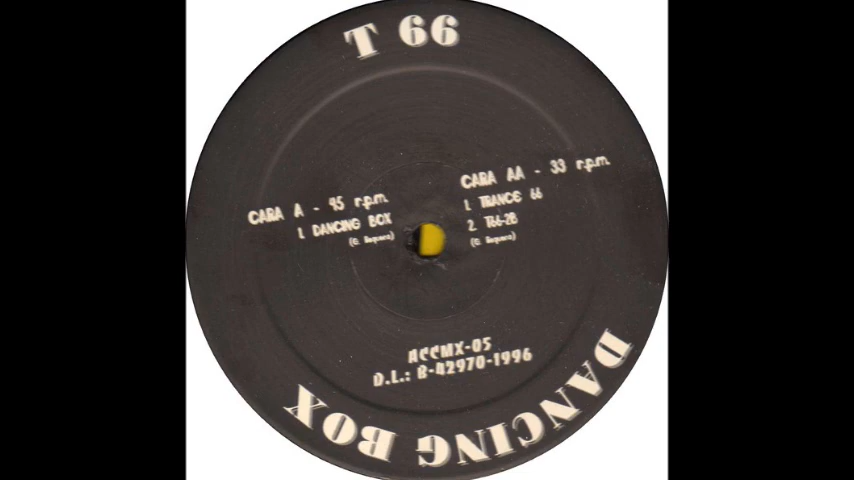 T 66
CARA A - 45 r.p.m.
1. DANCING BOX
CARA AA - 33 r.p.m.
1. TRANCE 66
2. T66-2B
ACCMX-05
D.L.: B-42970-1996
DANCING BOX